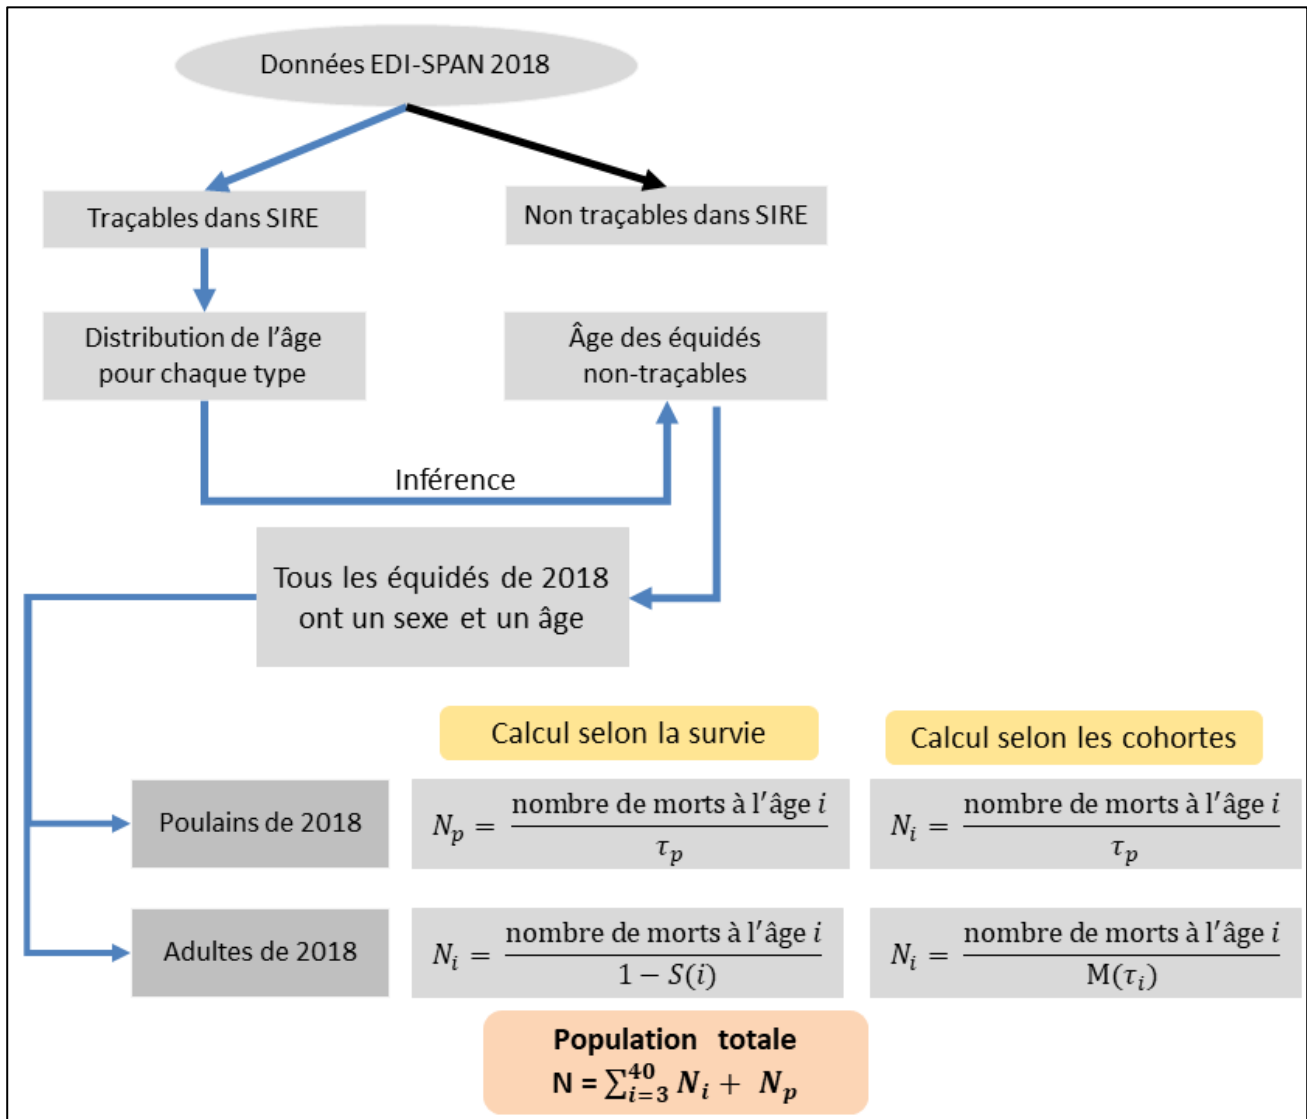 Données EDI-SPAN 2018
Traçables dans SIRE
Non traçables dans SIRE
Distribution de l'âge
pour chaque type
Âge des équidés
non-traçables
Inférence
Tous les équidés de 2018
ont un sexe et un âge
Calcul selon la survie
Calcul selon les cohortes
Poulains de 2018
N_p = nombre de morts à l'âge i / τ_p
N_i = nombre de morts à l'âge i / τ_p
Adultes de 2018
N_i = nombre de morts à l'âge i / 1 − S(i)
N_i = nombre de morts à l'âge i / M(τ_i)
Population totale
N = ∑_{i=3}^{40} N_i + N_p